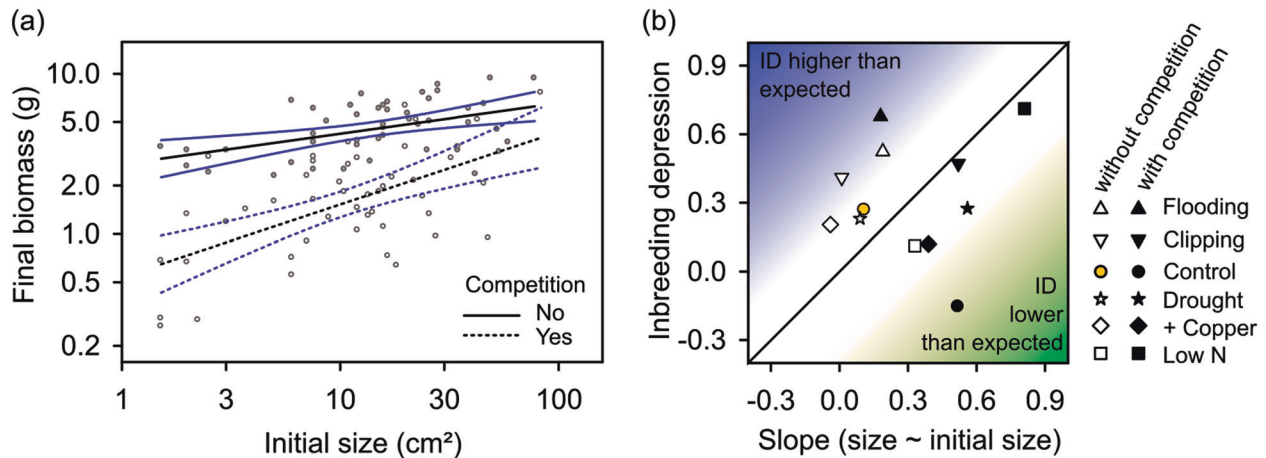 (a)
Final biomass (g)
10.0
5.0
2.0
1.0
0.5
0.2
Competition
No
Yes
1 3 10 30 100
Initial size (cm²)
(b)
Inbreeding depression
0.9
0.6
0.3
0.0
-0.3
ID higher than
expected
ID
lower
than expected
-0.3 0.0 0.3 0.6 0.9
Slope (size ~ initial size)
without competition
with competition
Flooding
Clipping
Control
Drought
+ Copper
Low N